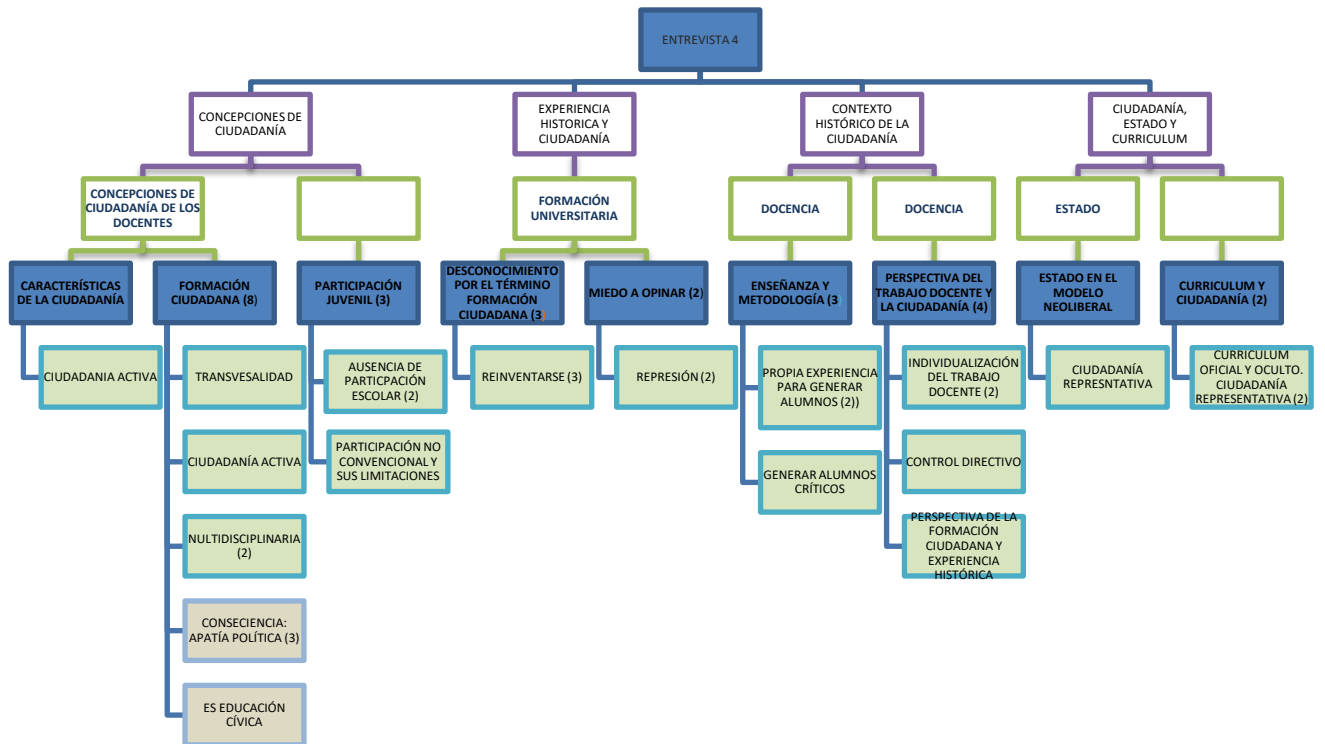 ENTREVISTA 4
CONCEPCIONES DE
CIUDADANÍA
EXPERIENCIA
HISTORICA Y
CIUDADANÍA
CONTEXTO
HISTÓRICO DE LA
CIUDADANÍA
CIUDADANÍA,
ESTADO Y
CURRICULUM
CONCEPCIONES DE
CIUDADANÍA DE LOS
DOCENTES
FORMACIÓN
UNIVERSITARIA
DOCENCIA
DOCENCIA
ESTADO
CARACTERÍSTICAS
DE LA CIUDADANÍA
FORMACIÓN
CIUDADANA (8)
PARTICIPACIÓN
JUVENIL (3)
DESCONOCIMIENTO
POR EL TÉRMINO
FORMACIÓN
CIUDADANA (3)
MIEDO A OPINAR (2)
ENSEÑANZA Y
METODOLOGÍA (3)
PERSPECTIVA DEL
TRABAJO DOCENTE Y
LA CIUDADANÍA (4)
ESTADO EN EL
MODELO
NEOLIBERAL
CURRICULUM Y
CIUDADANÍA (2)
CIUDADANIA ACTIVA
TRANSVESALIDAD
AUSENCIA DE
PARTICPACIÓN
ESCOLAR (2)
REINVENTARSE (3)
REPRESIÓN (2)
PROPIA EXPERIENCIA
PARA GENERAR
ALUMNOS (2))
INDIVIDUALIZACIÓN
DEL TRABAJO
DOCENTE (2)
CIUDADANÍA
REPRESNTATIVA
CURRICULUM
OFICIAL Y OCULTO.
CIUDADANÍA
REPRESENTATIVA (2)
CIUDADANÍA ACTIVA
PARTICIPACIÓN NO
CONVENCIONAL Y
SUS LIMITACIONES
GENERAR ALUMNOS
CRÍTICOS
CONTROL DIRECTIVO
NULTIDISCIPLINARIA
(2)
PERSPECTIVA DE LA
FORMACIÓN
CIUDADANA Y
EXPERIENCIA
HISTÓRICA
CONSECIENCIA:
APATÍA POLÍTICA (3)
ES EDUCACIÓN
CÍVICA